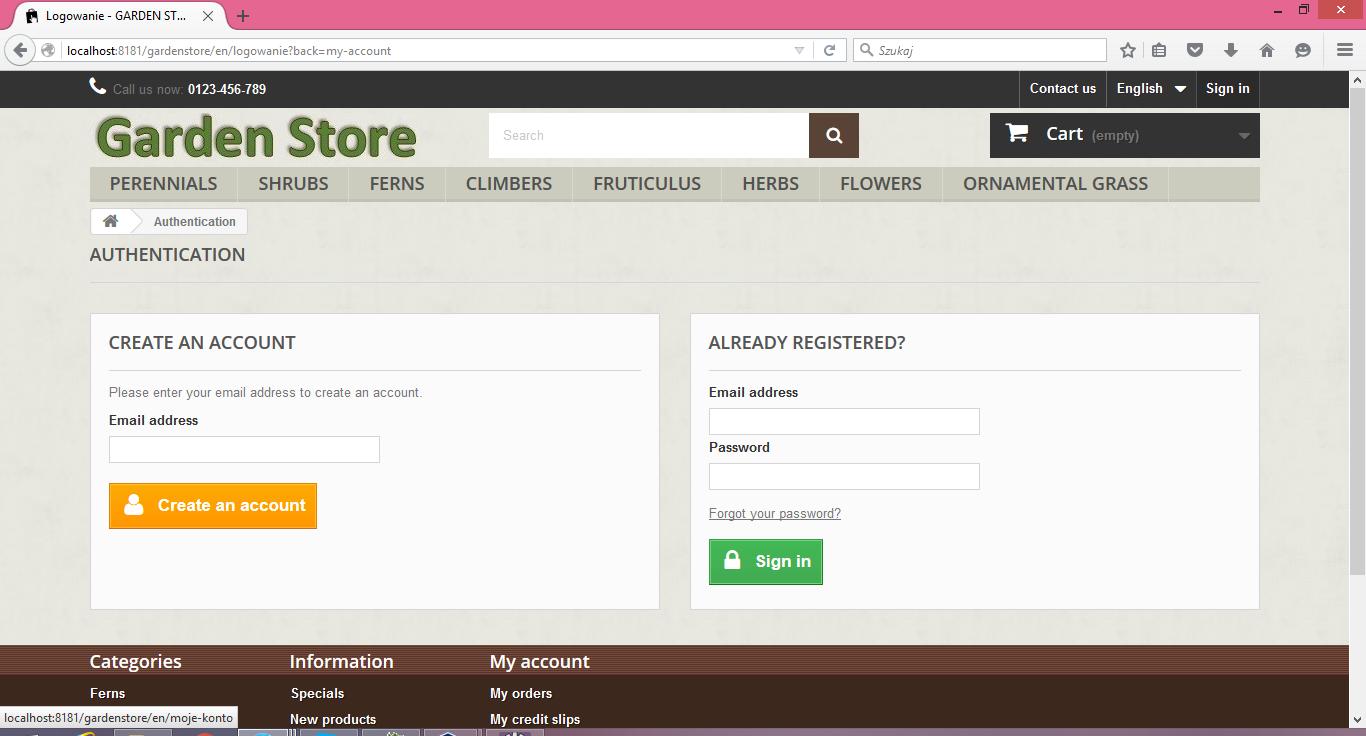 Logowanie - GARDEN ST...
localhost:8181/gardenstore/en/logowanie?back=my-account
Szukaj
Call us now: 0123-456-789
Contact us English Sign in
Garden Store
Search
Cart (empty)
PERENNIALS SHRUBS FERNS CLIMBERS FRUTICULUS HERBS FLOWERS ORNAMENTAL GRASS
Authentication
AUTHENTICATION
CREATE AN ACCOUNT
Please enter your email address to create an account.
Email address
Create an account
ALREADY REGISTERED?
Email address
Password
Forgot your password?
Sign in
Categories
Ferns
Information
Specials
New products
My account
My orders
My credit slips
localhost:8181/gardenstore/en/moje-konto